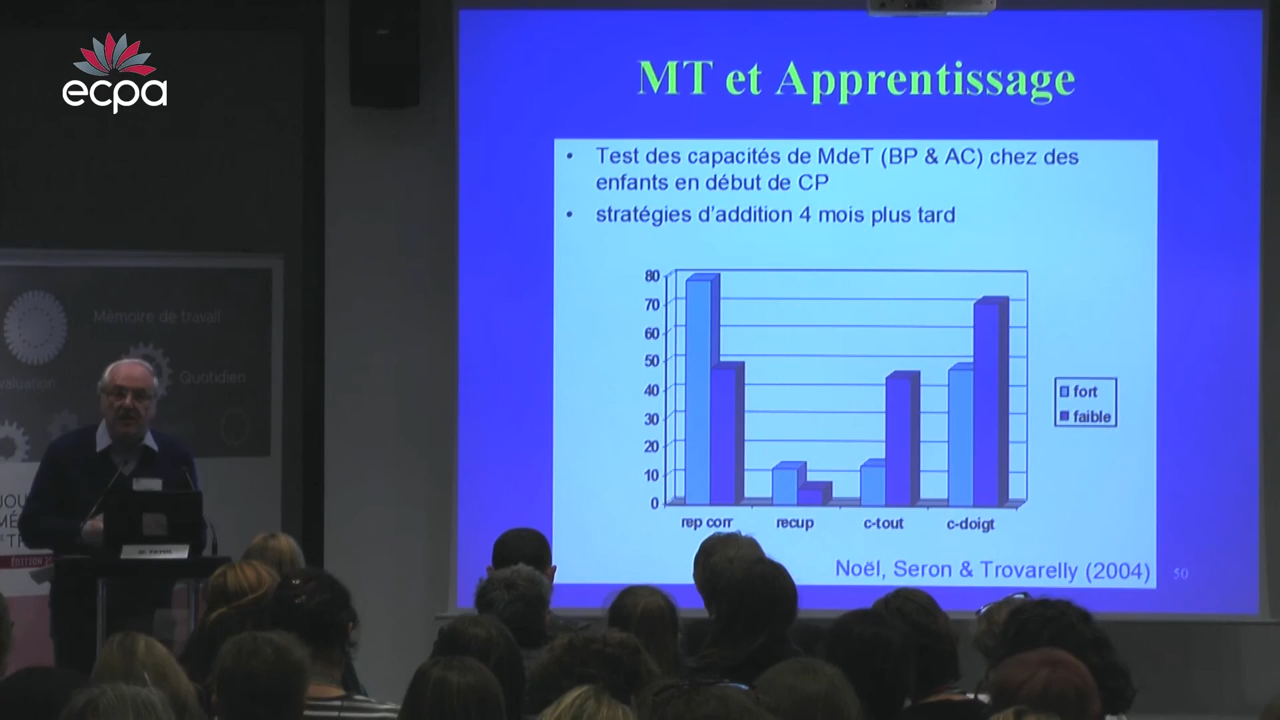 ecpa
MT et Apprentissage
• Test des capacités de MdeT (BP & AC) chez des
enfants en début de CP
• stratégies d'addition 4 mois plus tard
80
70
60
50
40
30
20
10
0
rep corr
recup
c-tout
c-doigt
fort
faible
Noël, Seron & Trovarelly (2004)
50
Mémoire de travail
Quotidien